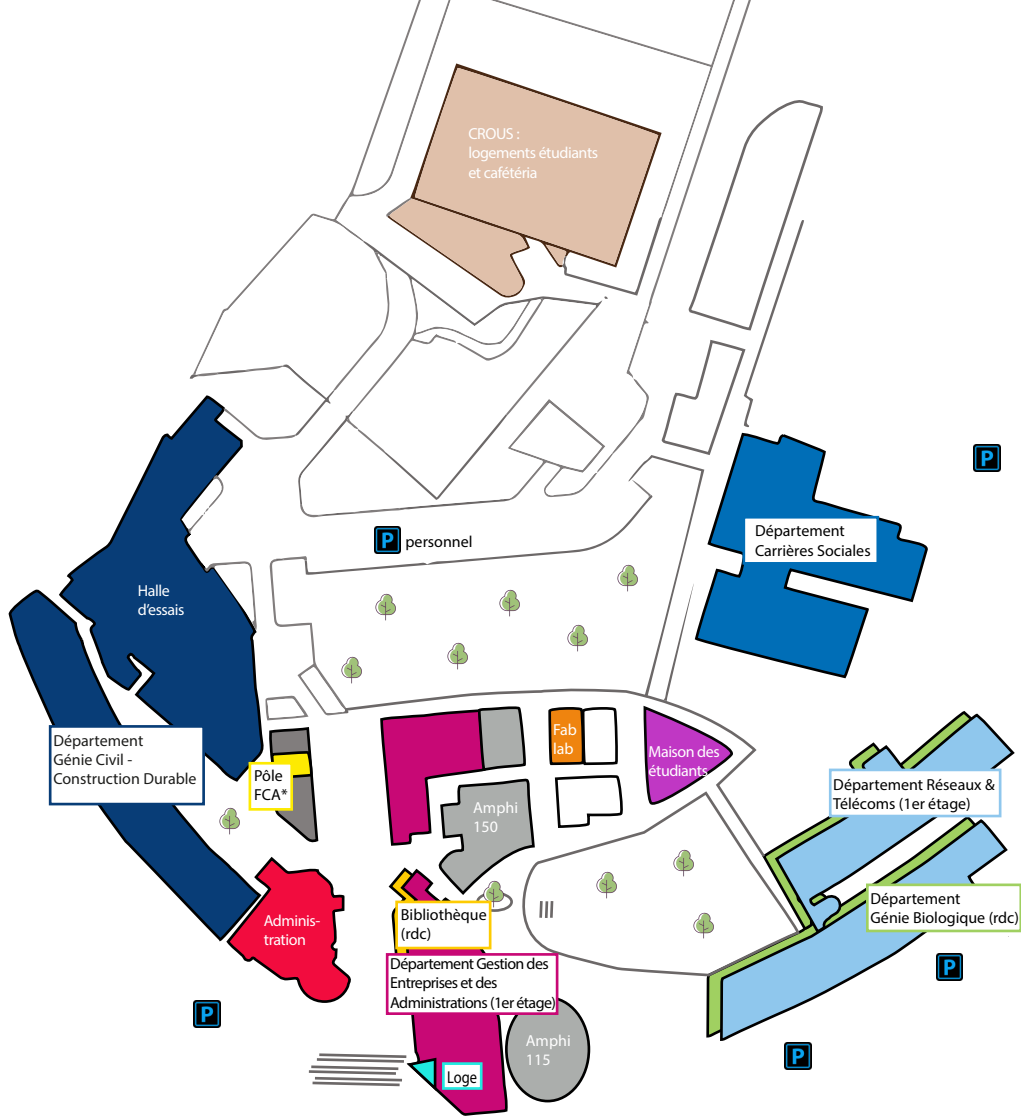 CROUS :
logements étudiants
et cafétéria
P
P personnel
Département
Carrières Sociales
Halle
d'essais
Département
Génie Civil -
Construction Durable
Pôle
FCA*
Fab
lab
Maison des
étudiants
Amphi
150
Département Réseaux &
Télécoms (1er étage)
Département
Génie Biologique (rdc)
Adminis-
tration
Bibliothèque
(rdc)
Département Gestion des
Entreprises et des
Administrations (1er étage)
P
P
P
Amphi
115
Loge